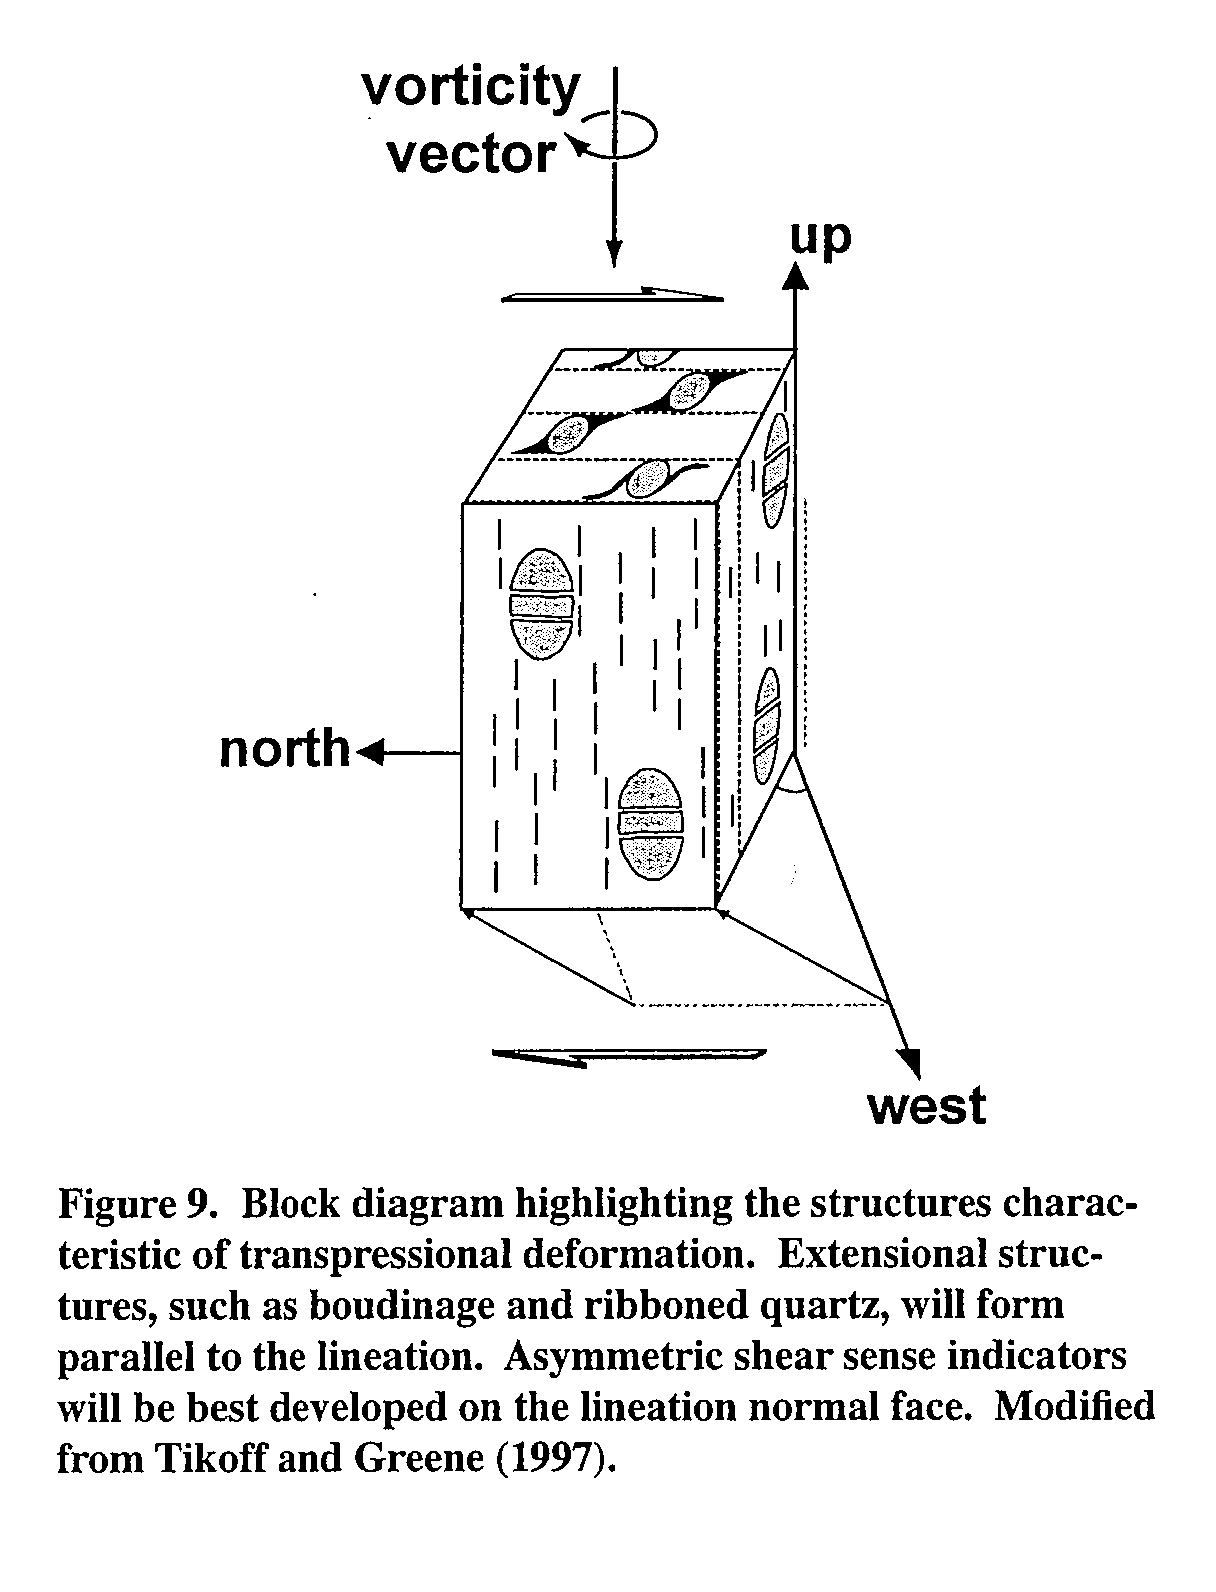 vorticity
vector
up
north
west
Figure 9. Block diagram highlighting the structures charac-
teristic of transpressional deformation. Extensional struc-
tures, such as boudinage and ribboned quartz, will form
parallel to the lineation. Asymmetric shear sense indicators
will be best developed on the lineation normal face. Modified
from Tikoff and Greene (1997).